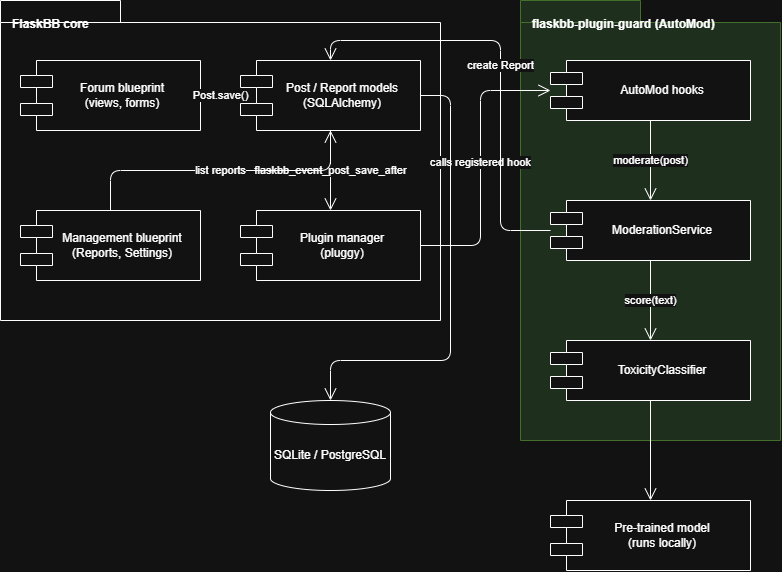 FlaskBB core
flaskbb-plugin-guard (AutoMod)
create Report
Forum blueprint
(views, forms)
Post.save()
Post / Report models
(SQLAlchemy)
AutoMod hooks
list reports
flaskbb_event_post_save_after
calls registered hook
moderate(post)
Management blueprint
(Reports, Settings)
Plugin manager
(pluggy)
ModerationService
score(text)
ToxicityClassifier
SQLite / PostgreSQL
Pre-trained model
(runs locally)